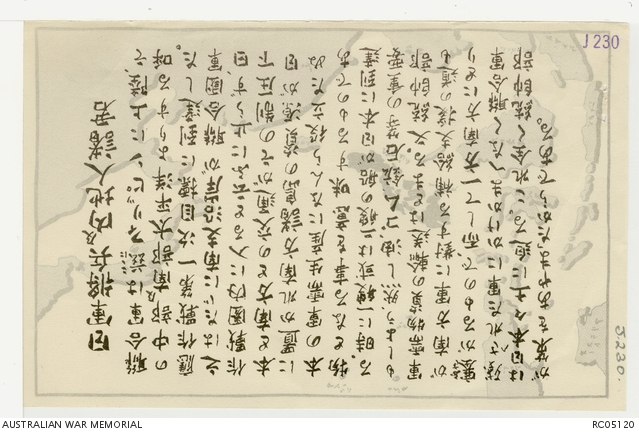 RC05120
AUSTRALIAN WAR MEMORIAL
J.230.
日軍將兵及內地人諸君
聯合軍は茲ここにフィリッピンに上陸、そ
の中部及南部太平洋よりする呼
應作戰第一次目標に到達した。
之はたゞに南支沿岸が聯合國軍
作戰圏內に入ると云ふに止らず、日
本と南方との交通がその制圧下
に置かれ南方諸島の資源が日
本の軍需生産になんら役立たぬ
物となる事を意味するものであ
る。時に一艘或は二艘の船が日本に到達
もしよう、然し油、ゴム、鉱石等の重要
軍需物資の輸送はとまる。又統帥部
が南方軍に對する補給支援の道も
塞ふさがるもので、而して一方南方にとり
残された軍にかけかまへなく聯合軍
は日本々土に迫る。これ全く統帥部
が策をあやまたからである。
J230